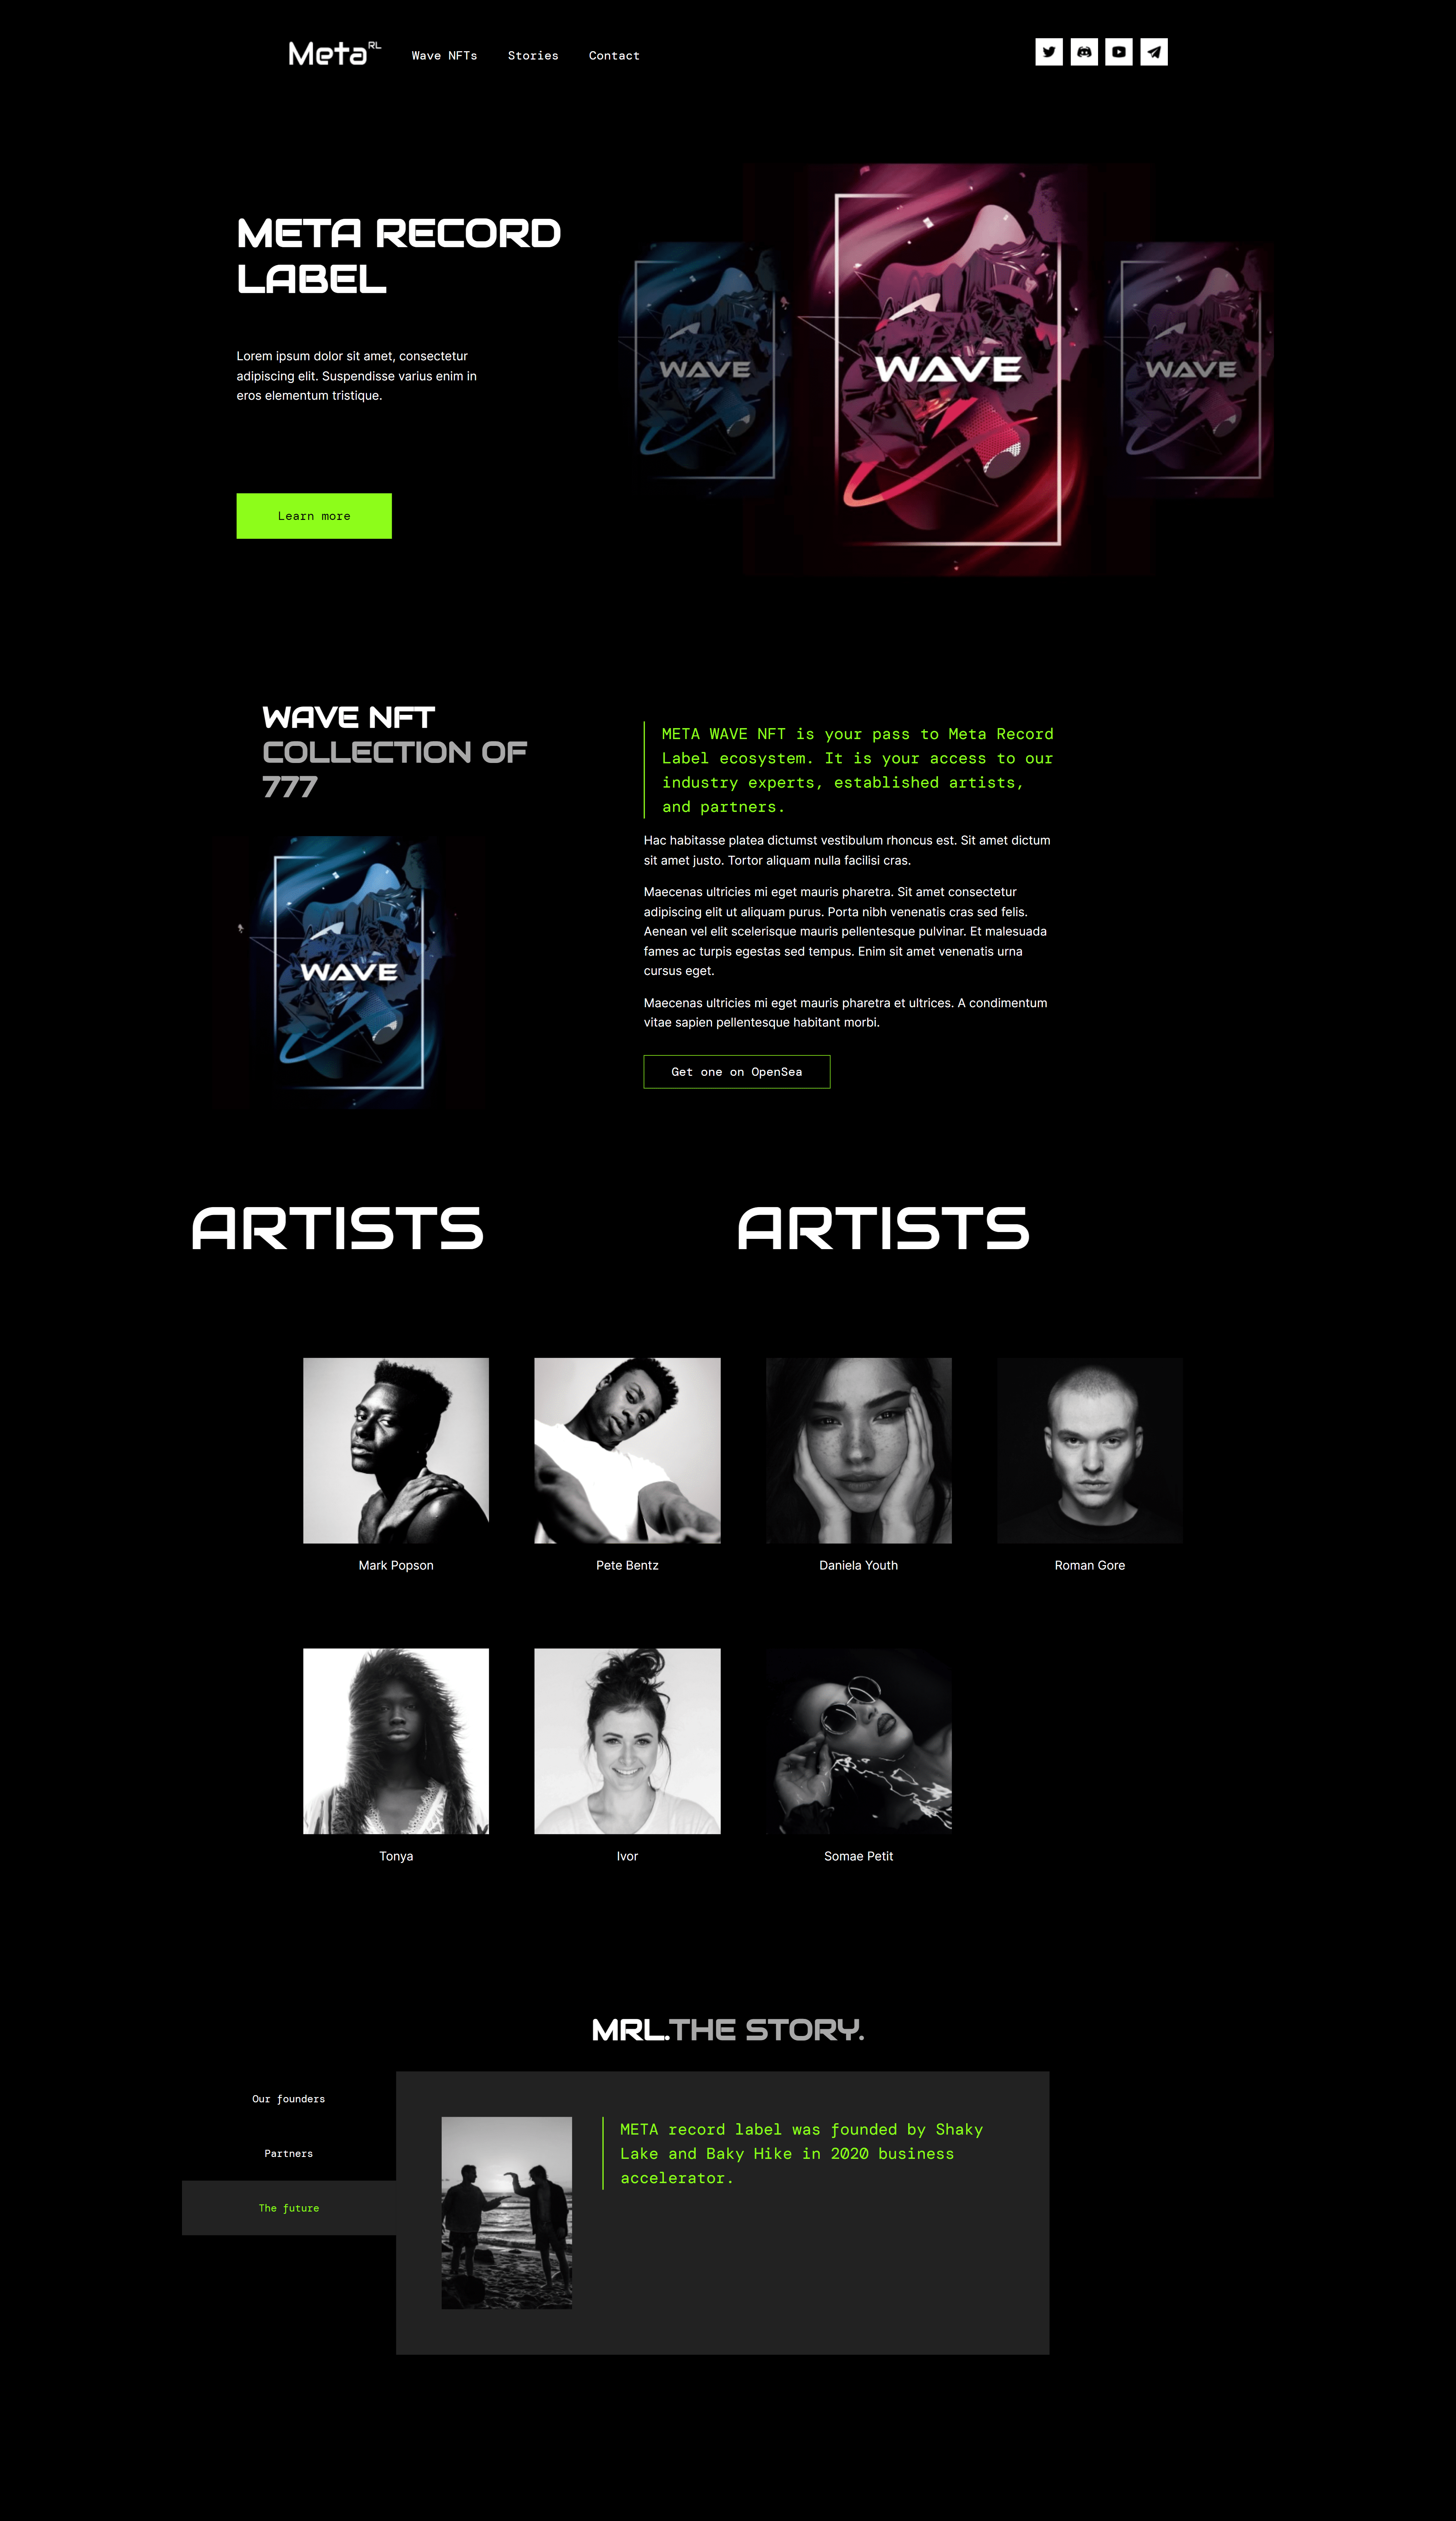 Meta RL
Wave NFTs
Stories
Contact
META RECORD
LABEL
Lorem ipsum dolor sit amet, consectetur
adipiscing elit. Suspendisse varius enim in
eros elementum tristique.
Learn more
WAVE
WAVE
WAVE
WAVE NFT
COLLECTION OF
777
WAVE
META WAVE NFT is your pass to Meta Record
Label ecosystem. It is your access to our
industry experts, established artists,
and partners.
Hac habitasse platea dictumst vestibulum rhoncus est. Sit amet dictum
sit amet justo. Tortor aliquam nulla facilisi cras.
Maecenas ultricies mi eget mauris pharetra. Sit amet consectetur
adipiscing elit ut aliquam purus. Porta nibh venenatis cras sed felis.
Aenean vel elit scelerisque mauris pellentesque pulvinar. Et malesuada
fames ac turpis egestas sed tempus. Enim sit amet venenatis urna
cursus eget.
Maecenas ultricies mi eget mauris pharetra et ultrices. A condimentum
vitae sapien pellentesque habitant morbi.
Get one on OpenSea
ARTISTS
ARTISTS
Mark Popson
Pete Bentz
Daniela Youth
Roman Gore
Tonya
Ivor
Somae Petit
MRL.THE STORY.
Our founders
Partners
The future
META record label was founded by Shaky
Lake and Baky Hike in 2020 business
accelerator.